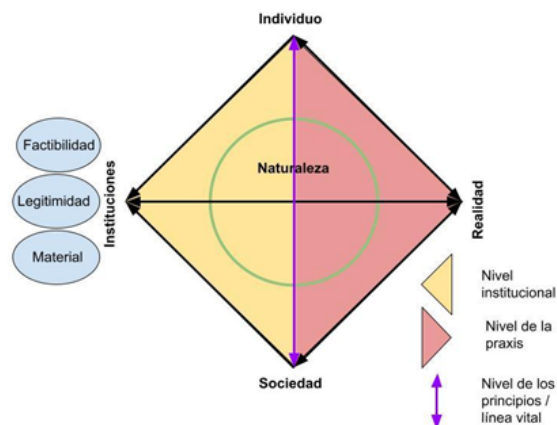 Individuo
Factibilidad
Legitimidad
Material
Instituciones
Naturaleza
Realidad
Sociedad
Nivel
institucional
Nivel de la
praxis
Nivel de los
principios /
línea vital